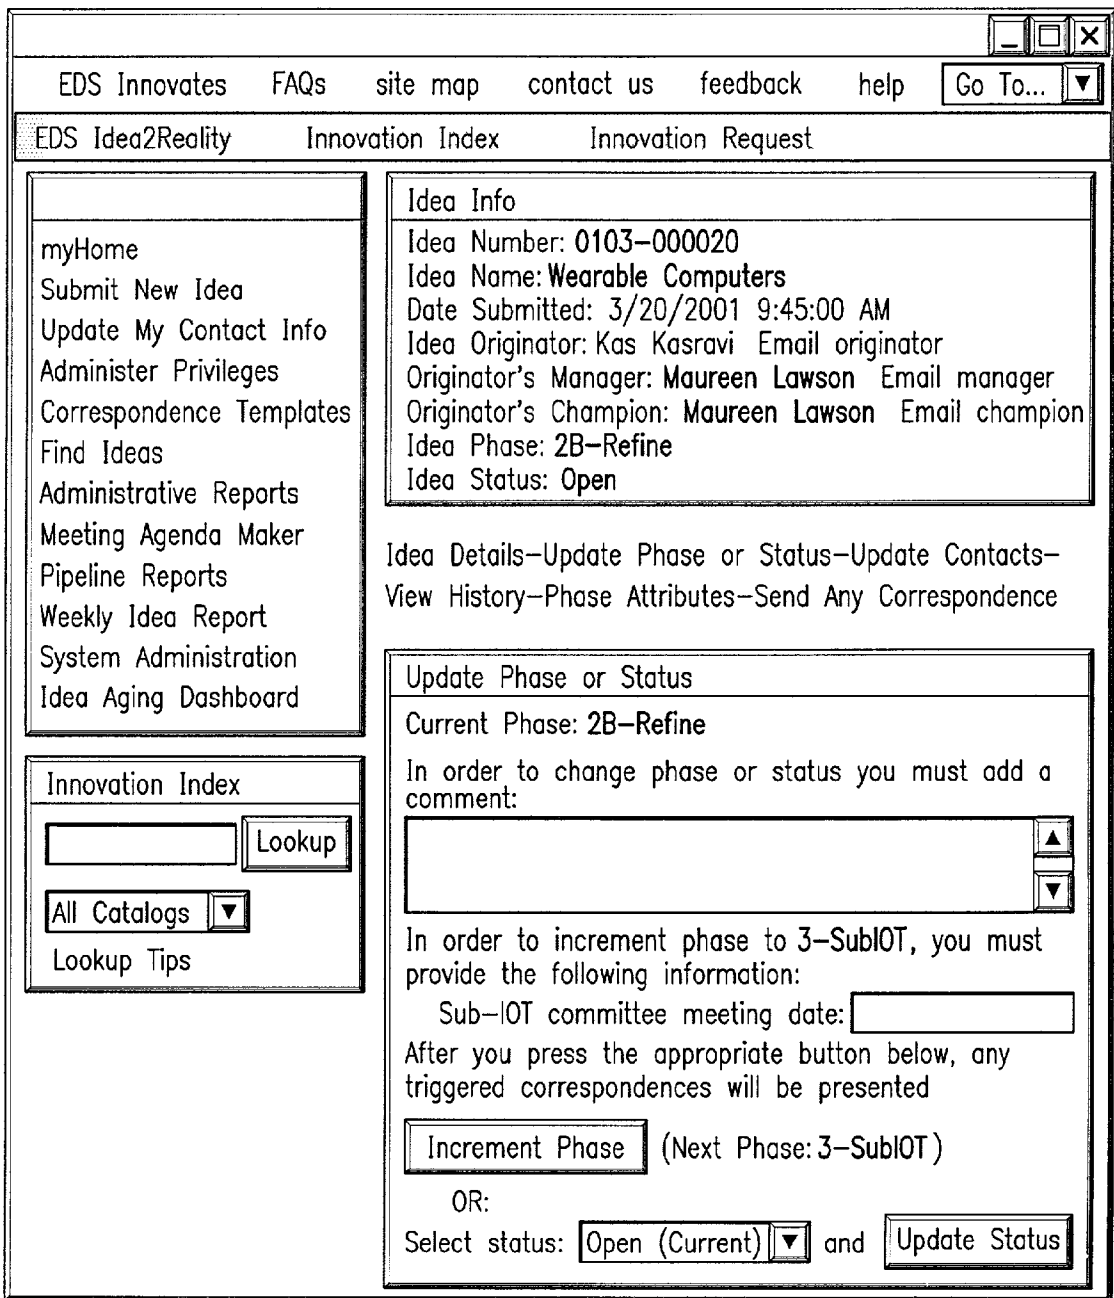 EDS Innovates FAQs site map contact us feedback help Go To...
EDS Idea2Reality Innovation Index Innovation Request
myHome
Submit New Idea
Update My Contact Info
Administer Privileges
Correspondence Templates
Find Ideas
Administrative Reports
Meeting Agenda Maker
Pipeline Reports
Weekly Idea Report
System Administration
Idea Aging Dashboard
Innovation Index
Lookup
All Catalogs
Lookup Tips
Idea Info
Idea Number: 0103-000020
Idea Name: Wearable Computers
Date Submitted: 3/20/2001 9:45:00 AM
Idea Originator: Kas Kasravi Email originator
Originator's Manager: Maureen Lawson Email manager
Originator's Champion: Maureen Lawson Email champion
Idea Phase: 2B-Refine
Idea Status: Open
Idea Details-Update Phase or Status-Update Contacts-
View History-Phase Attributes-Send Any Correspondence
Update Phase or Status
Current Phase: 2B-Refine
In order to change phase or status you must add a
comment:
In order to increment phase to 3-SubIOT, you must
provide the following information:
Sub-IOT committee meeting date:
After you press the appropriate button below, any
triggered correspondences will be presented
Increment Phase (Next Phase: 3-SubIOT)
OR:
Select status: Open (Current) and Update Status